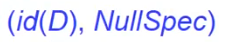 (id(D), NullSpec)